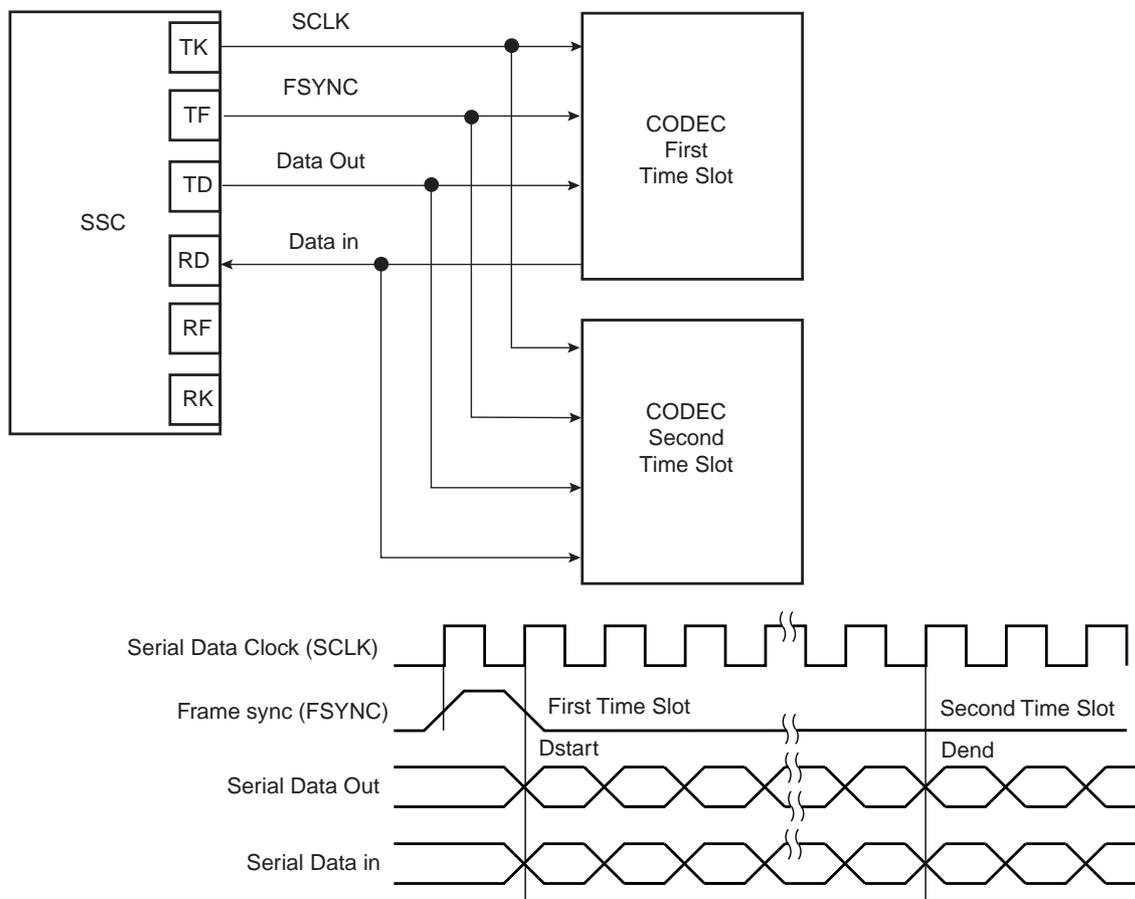 SCLK
TK
FSYNC
TF
CODEC
First
Time Slot
Data Out
TD
SSC
Data in
RD
RF
RK
CODEC
Second
Time Slot
Serial Data Clock (SCLK)
Frame sync (FSYNC)
First Time Slot
Second Time Slot
Dstart
Dend
Serial Data Out
Serial Data in